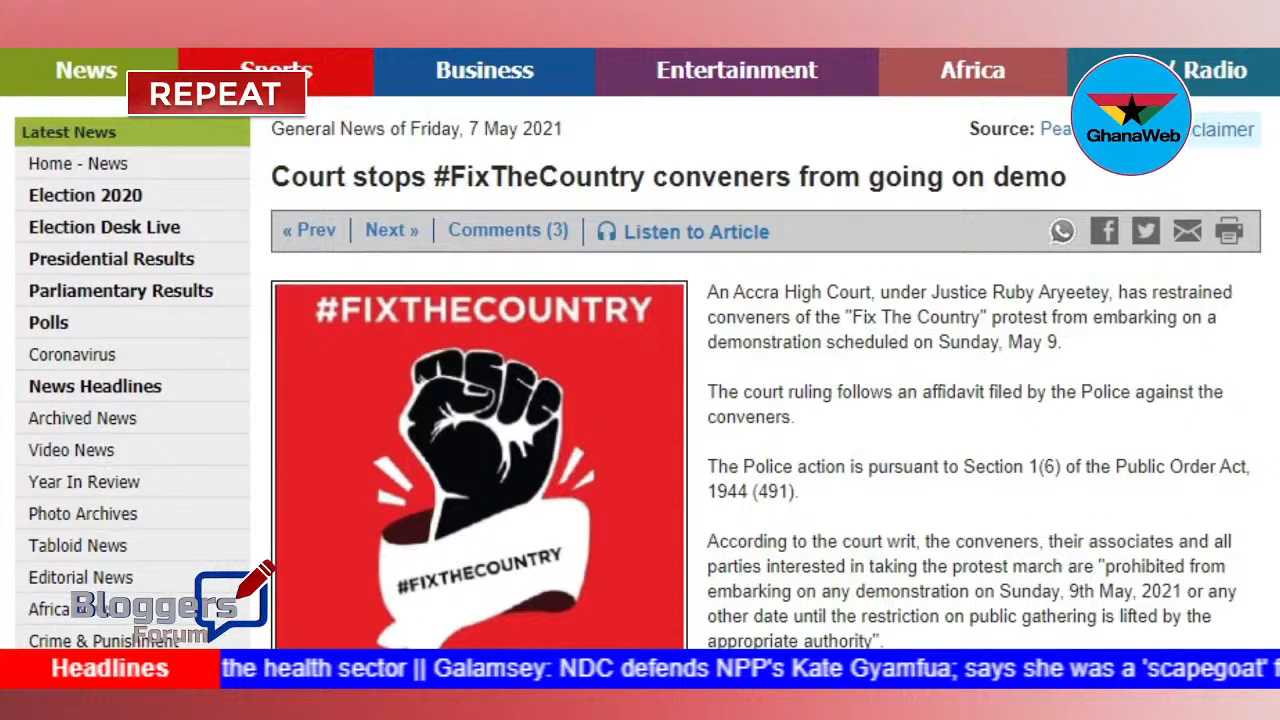 News Sports Business Entertainment Africa / Radio
REPEAT
GhanaWeb
Latest News
Home - News
Election 2020
Election Desk Live
Presidential Results
Parliamentary Results
Polls
Coronavirus
News Headlines
Archived News
Video News
Year In Review
Photo Archives
Tabloid News
Editorial News
Africa
Crime & Punishment
General News of Friday, 7 May 2021
Source:
Court stops #FixTheCountry conveners from going on demo
« Prev Next » Comments (3) Listen to Article
#FIXTHECOUNTRY
#FIXTHECOUNTRY
An Accra High Court, under Justice Ruby Aryeetey, has restrained
conveners of the "Fix The Country" protest from embarking on a
demonstration scheduled on Sunday, May 9.
The court ruling follows an affidavit filed by the Police against the
conveners.
The Police action is pursuant to Section 1(6) of the Public Order Act,
1944 (491).
According to the court writ, the conveners, their associates and all
parties interested in taking the protest march are "prohibited from
embarking on any demonstration on Sunday, 9th May, 2021 or any
other date until the restriction on public gathering is lifted by the
appropriate authority".
Bloggers
Forum
Headlines the health sector || Galamsey: NDC defends NPP's Kate Gyamfua; says she was a 'scapegoat'